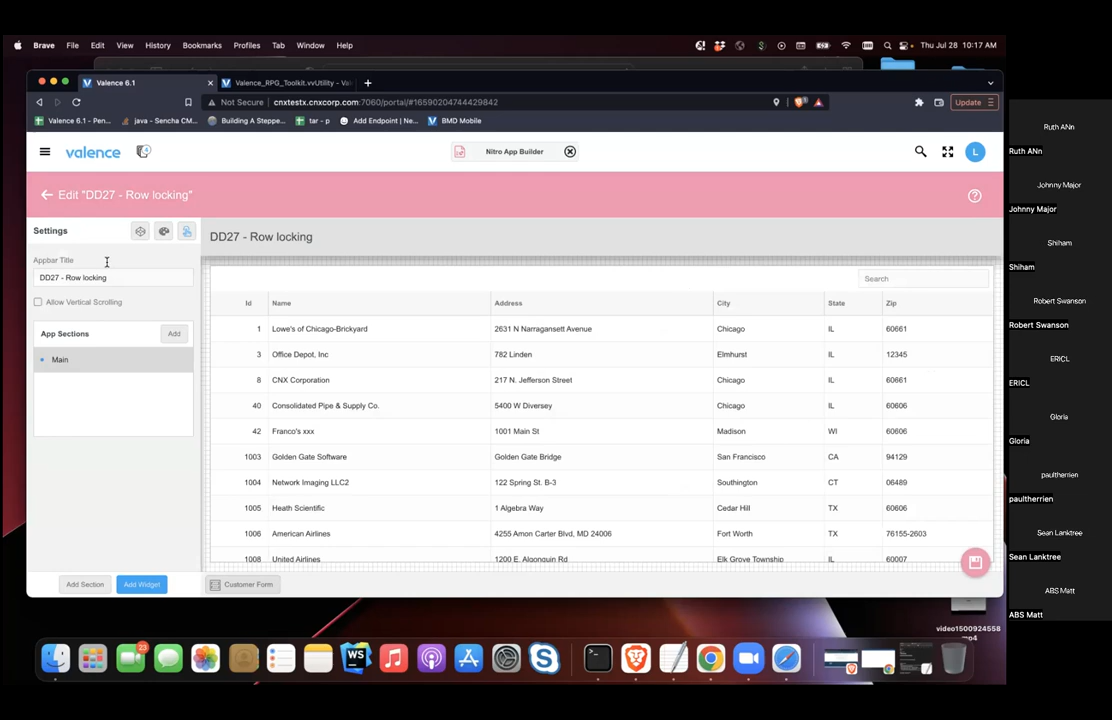 Brave File Edit View History Bookmarks Profiles Tab Window Help
Thu Jul 28 10:17 AM
Valence 6.1
Valence_RPG_Toolkit.vvUtility - Val
Not Secure cnxtestx.cnxcorp.com:7060/portal/#1659020474442984​2
Update
Valence 6.1 - Pen...
java - Sencha CM...
Building A Steppe...
tar - p
Add Endpoint | Ne...
BMD Mobile
valence
4
Nitro App Builder
L
Edit "DD27 - Row locking"
Settings
Appbar Title
DD27 - Row locking
Allow Vertical Scrolling
App Sections Add
Main
Add Section Add Widget
DD27 - Row locking
Search
Id Name Address City State Zip
1 Lowe's of Chicago-Brickyard 2631 N Narragansett Avenue Chicago IL 60661
3 Office Depot, Inc 782 Linden Elmhurst IL 12345
8 CNX Corporation 217 N. Jefferson Street Chicago IL 60661
40 Consolidated Pipe & Supply Co. 5400 W Diversey Chicago IL 60606
42 Franco's xxx 1001 Main St Madison WI 60606
1003 Golden Gate Software Golden Gate Bridge San Francisco CA 94129
1004 Network Imaging LLC2 122 Spring St. B-3 Southington CT 06489
1005 Heath Scientific 1 Algebra Way Cedar Hill TX 60606
1006 American Airlines 4255 Amon Carter Blvd, MD 24006 Fort Worth TX 76155-2603
1008 United Airlines 1200 E. Algonquin Rd Elk Grove Township IL 60007
Customer Form
video1500924558
mp4
23
Ruth ANn
Ruth ANn
Johnny Major
Johnny Major
Shiham
Shiham
Robert Swanson
Robert Swanson
ERICL
ERICL
Gloria
Gloria
paultherrien
paultherrien
Sean Lanktree
Sean Lanktree
ABS Matt
ABS Matt